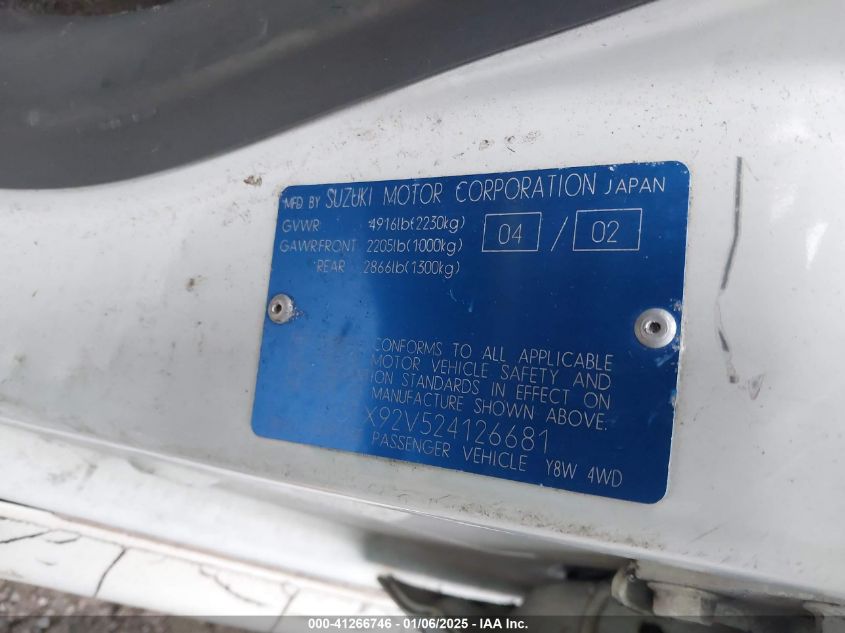 MFD BY SUZUKI MOTOR CORPORATION JAPAN
GVWR 4916lb(2230kg) 04 / 02
GAWRFRONT 2205lb(1000kg)
REAR 2866lb(1300kg)
CONFORMS TO ALL APPLICABLE
MOTOR VEHICLE SAFETY AND
STANDARDS IN EFFECT ON
MANUFACTURE SHOWN ABOVE.
X92V524126681
PASSENGER VEHICLE Y8W 4WD
000-41266746 - 01/06/2025 - IAA Inc.